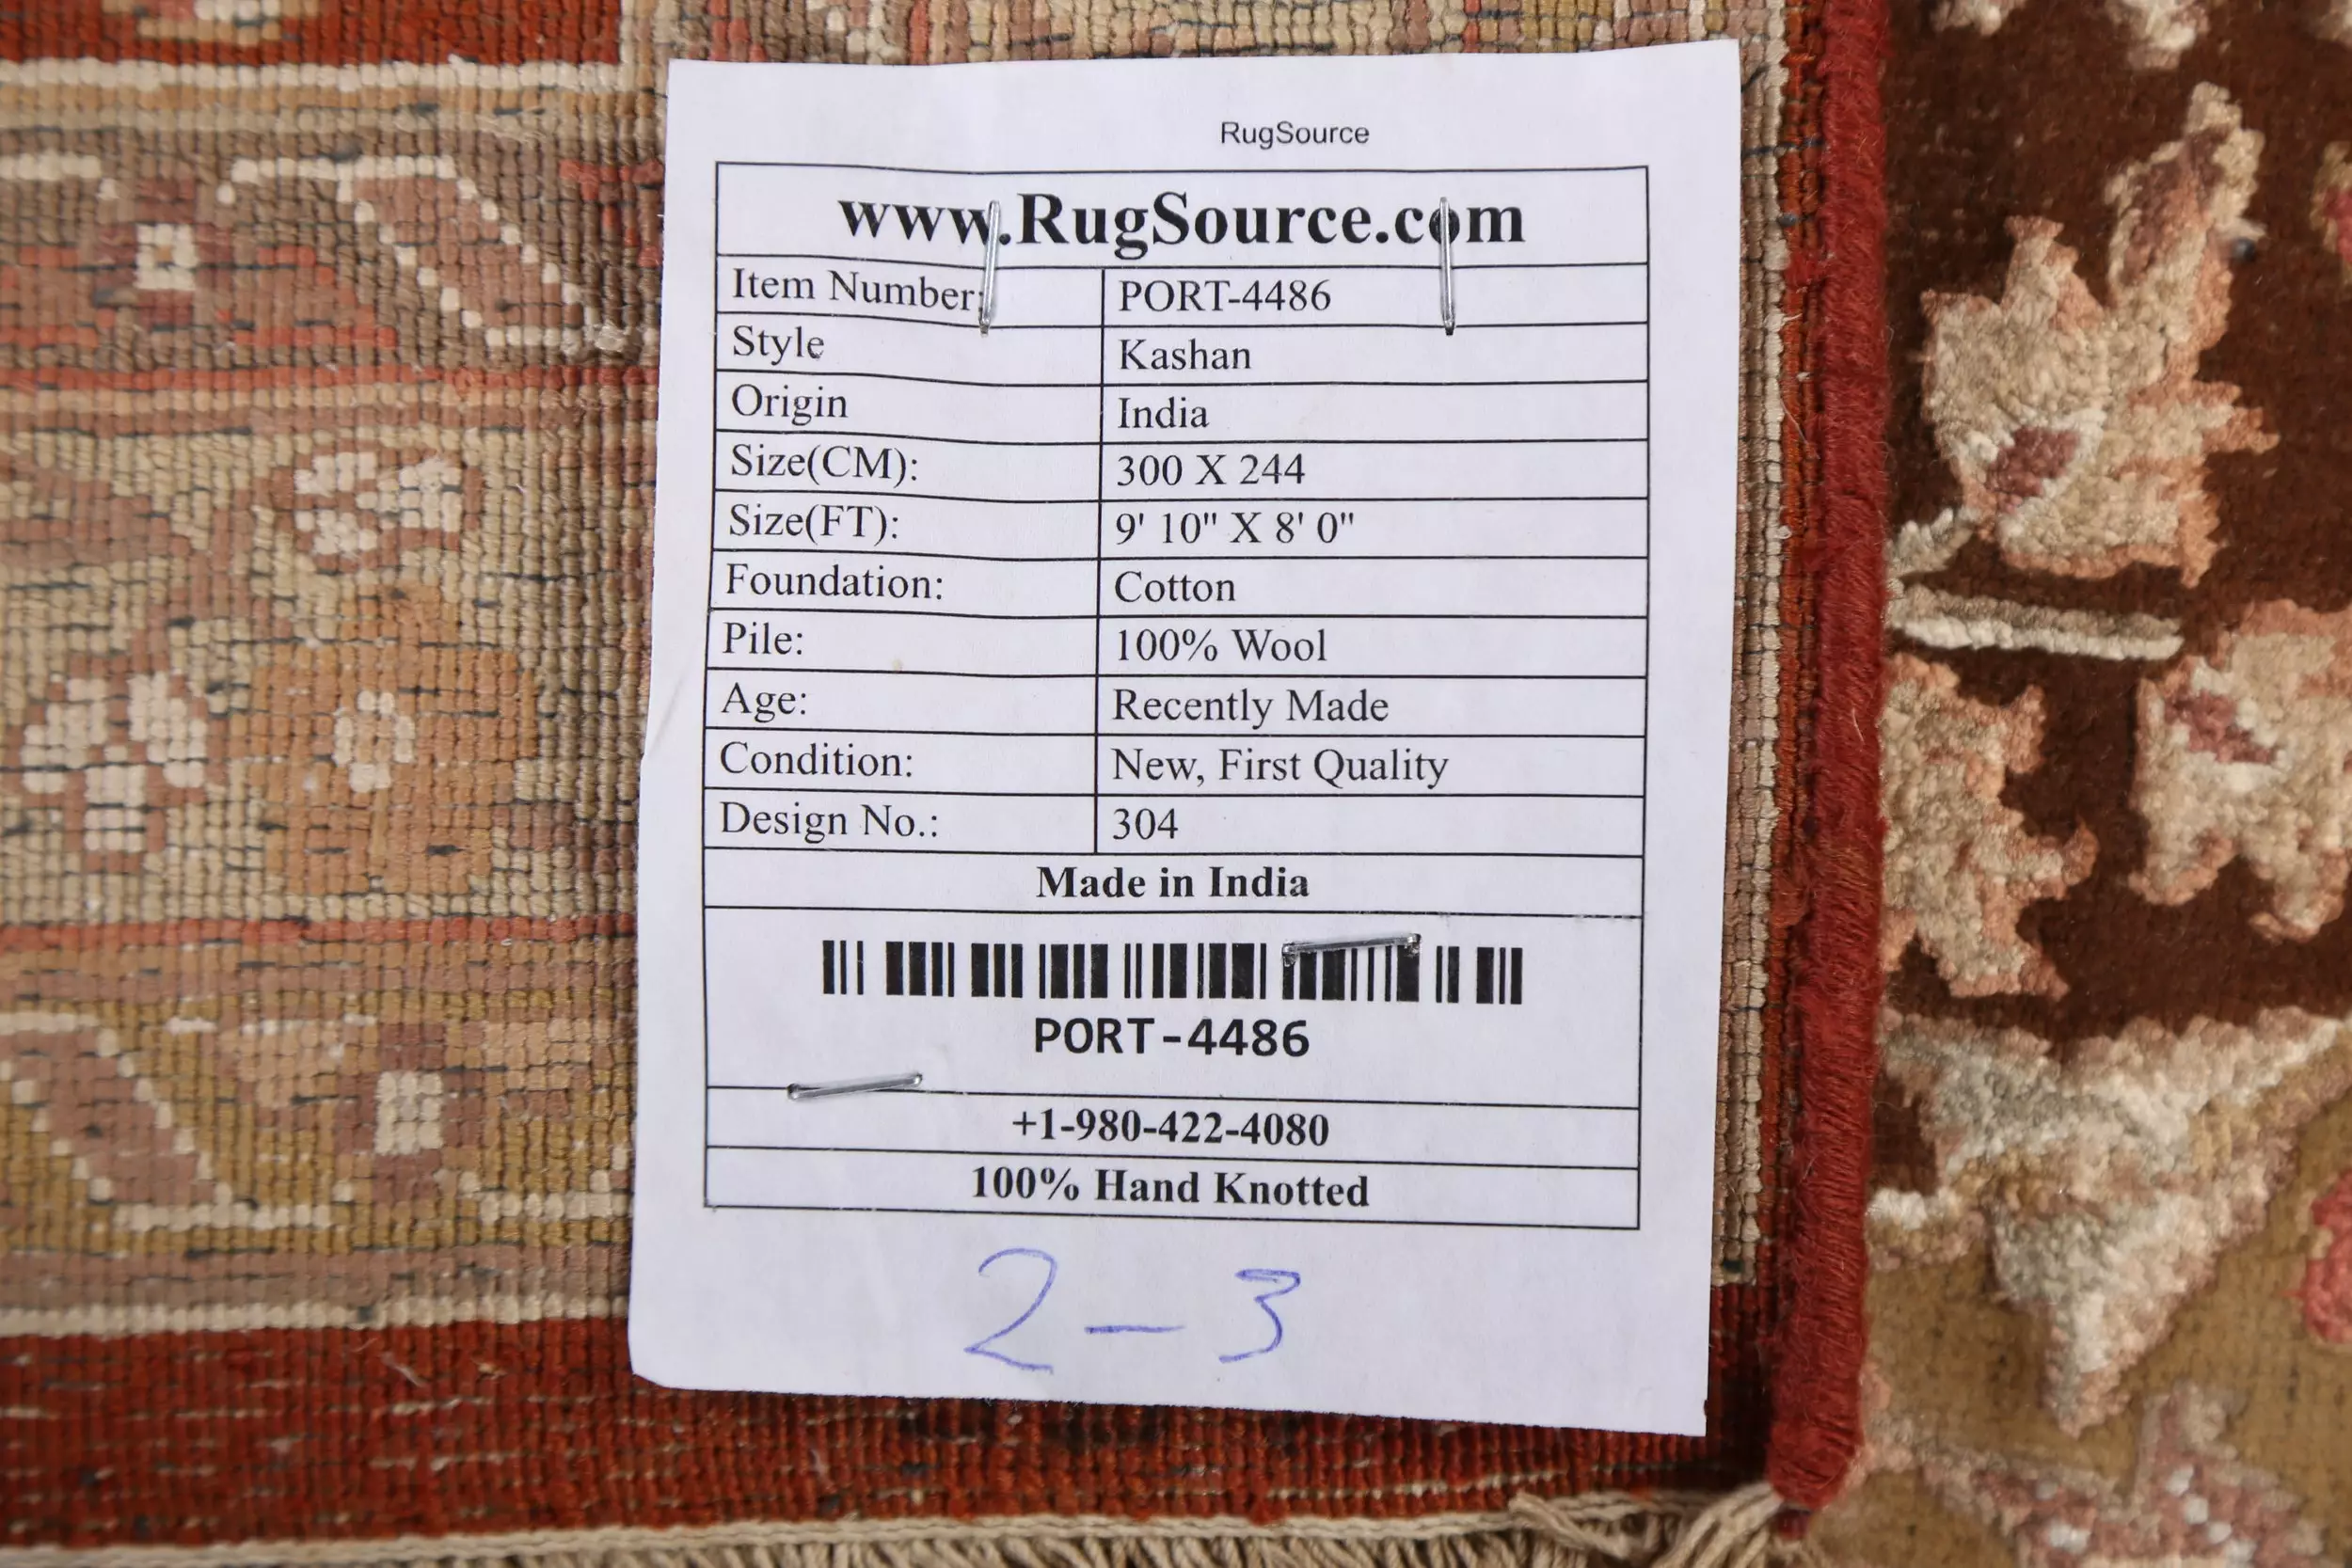 RugSource
www.RugSource.com
Item Number: PORT-4486
Style Kashan
Origin India
Size(CM): 300 X 244
Size(FT): 9' 10" X 8' 0"
Foundation: Cotton
Pile: 100% Wool
Age: Recently Made
Condition: New, First Quality
Design No.: 304
Made in India
PORT-4486
+1-980-422-4080
100% Hand Knotted
2-3